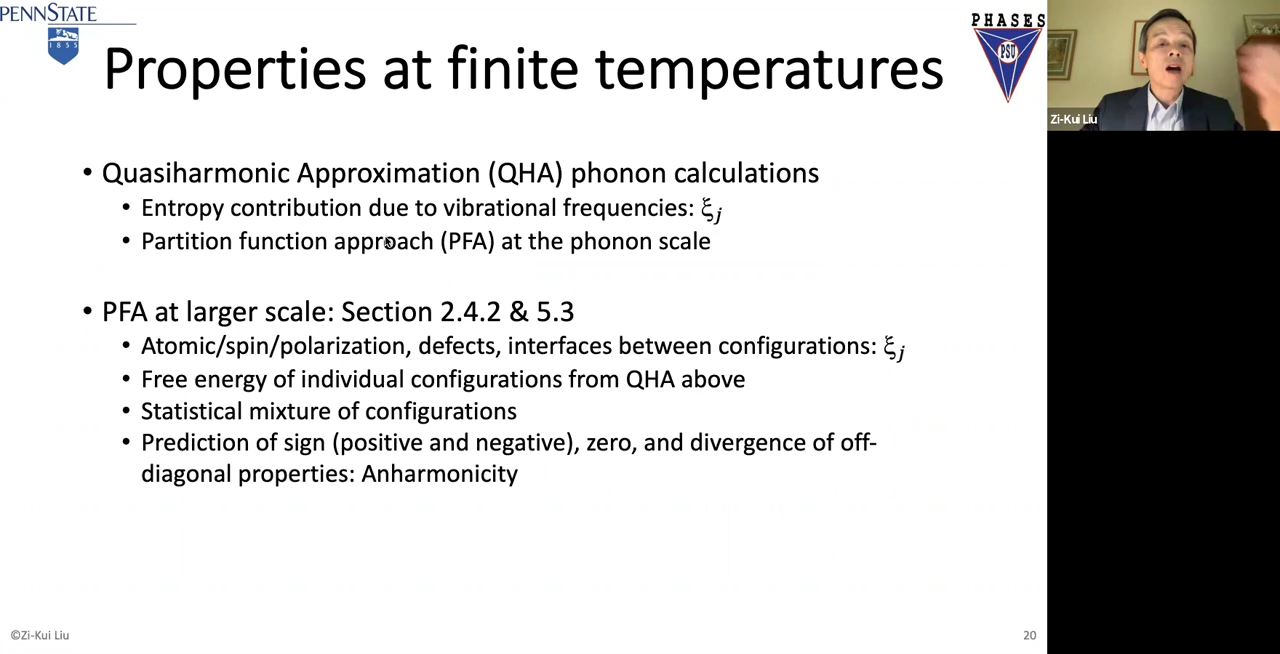 PENNSTATE
1855
PHASES
PSU
Properties at finite temperatures
Zi-Kui Liu
• Quasiharmonic Approximation (QHA) phonon calculations
• Entropy contribution due to vibrational frequencies: ξj
• Partition function approach (PFA) at the phonon scale
• PFA at larger scale: Section 2.4.2 & 5.3
• Atomic/spin/polarization, defects, interfaces between configurations: ξj
• Free energy of individual configurations from QHA above
• Statistical mixture of configurations
• Prediction of sign (positive and negative), zero, and divergence of off-
diagonal properties: Anharmonicity
©Zi-Kui Liu
20